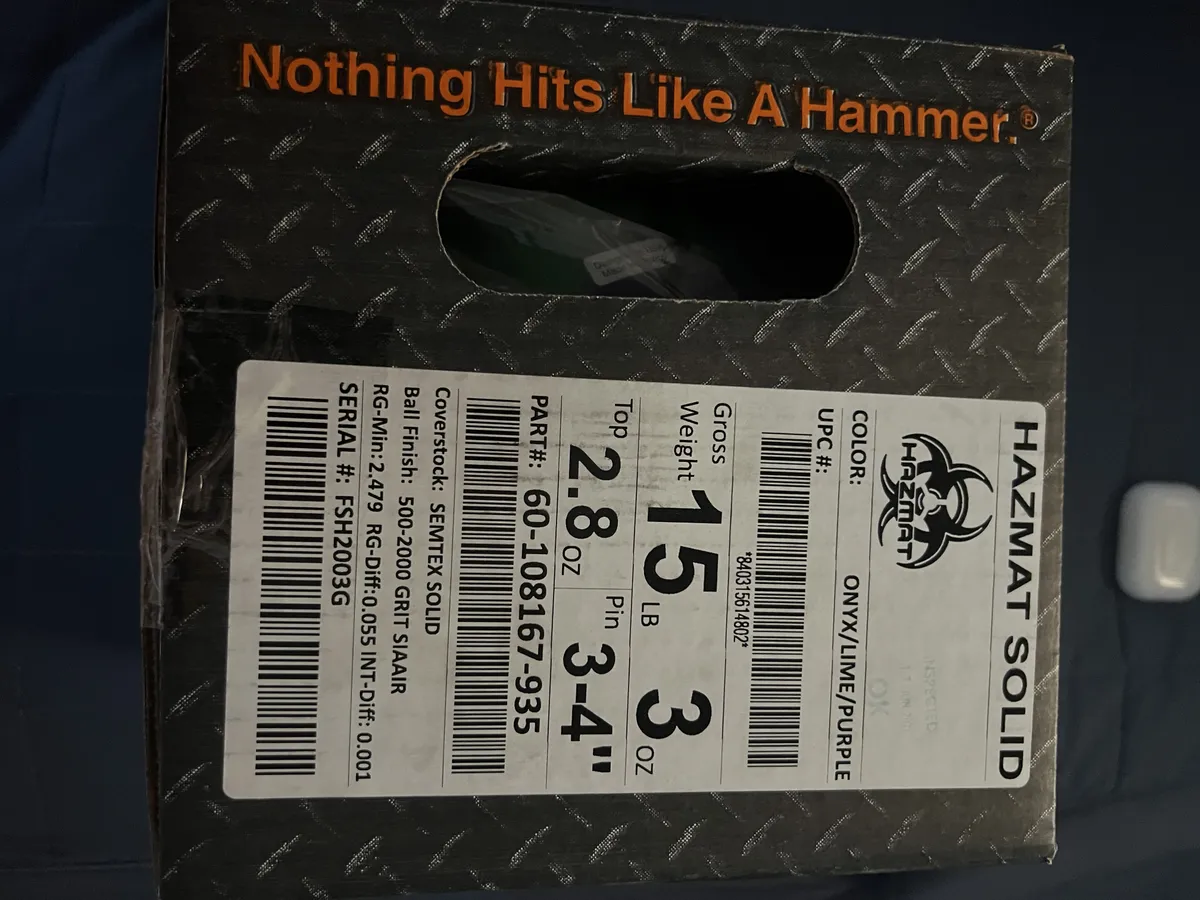 Nothing Hits Like A Hammer.®
HAZMAT SOLID
HAZMAT
INSPECTED
OK
COLOR: ONYX/LIME/PURPLE
UPC #:
*840315614802*
Gross Weight 15 LB 3 OZ
Top 2.8 OZ Pin 3-4"
PART#: 60-108167-935
Coverstock: SEMTEX SOLID
Ball Finish: 500-2000 GRIT SIAAIR
RG-Min:2.479 RG-Diff:0.055 INT-Diff: 0.001
SERIAL #: FSH2003G